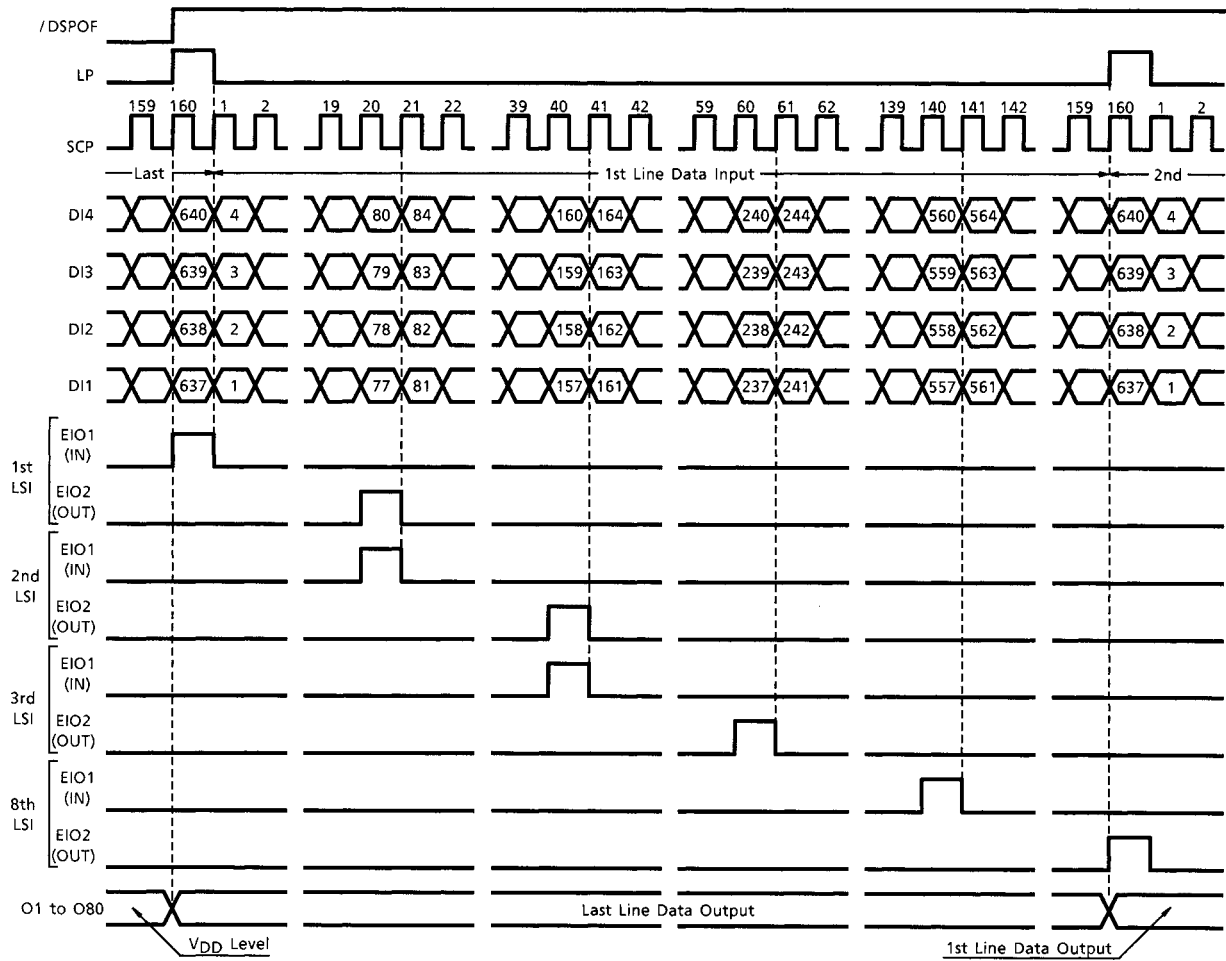 /DSPOF
LP
159 160 1 2 19 20 21 22 39 40 41 42 59 60 61 62 139 140 141 142 159 160 1 2
SCP
Last 1st Line Data Input 2nd
DI4 640 4 80 84 160 164 240 244 560 564 640 4
DI3 639 3 79 83 159 163 239 243 559 563 639 3
DI2 638 2 78 82 158 162 238 242 558 562 638 2
DI1 637 1 77 81 157 161 237 241 557 561 637 1
1st
LSI
EIO1
(IN)
EIO2
(OUT)
2nd
LSI
EIO1
(IN)
EIO2
(OUT)
3rd
LSI
EIO1
(IN)
EIO2
(OUT)
8th
LSI
EIO1
(IN)
EIO2
(OUT)
O1 to O80 Last Line Data Output
VDD Level 1st Line Data Output